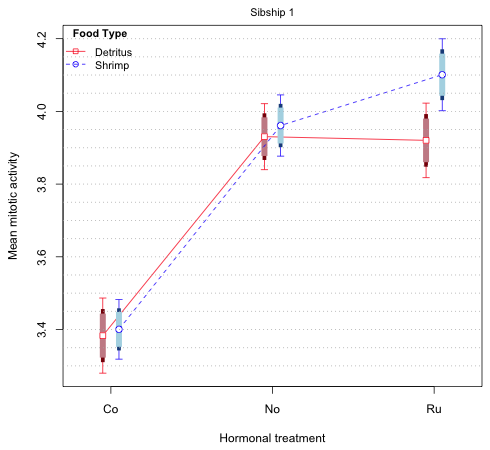 Sibship 1
Food Type
Detritus
Shrimp
4.2
4.0
3.8
3.6
3.4
Mean mitotic activity
Co No Ru
Hormonal treatment